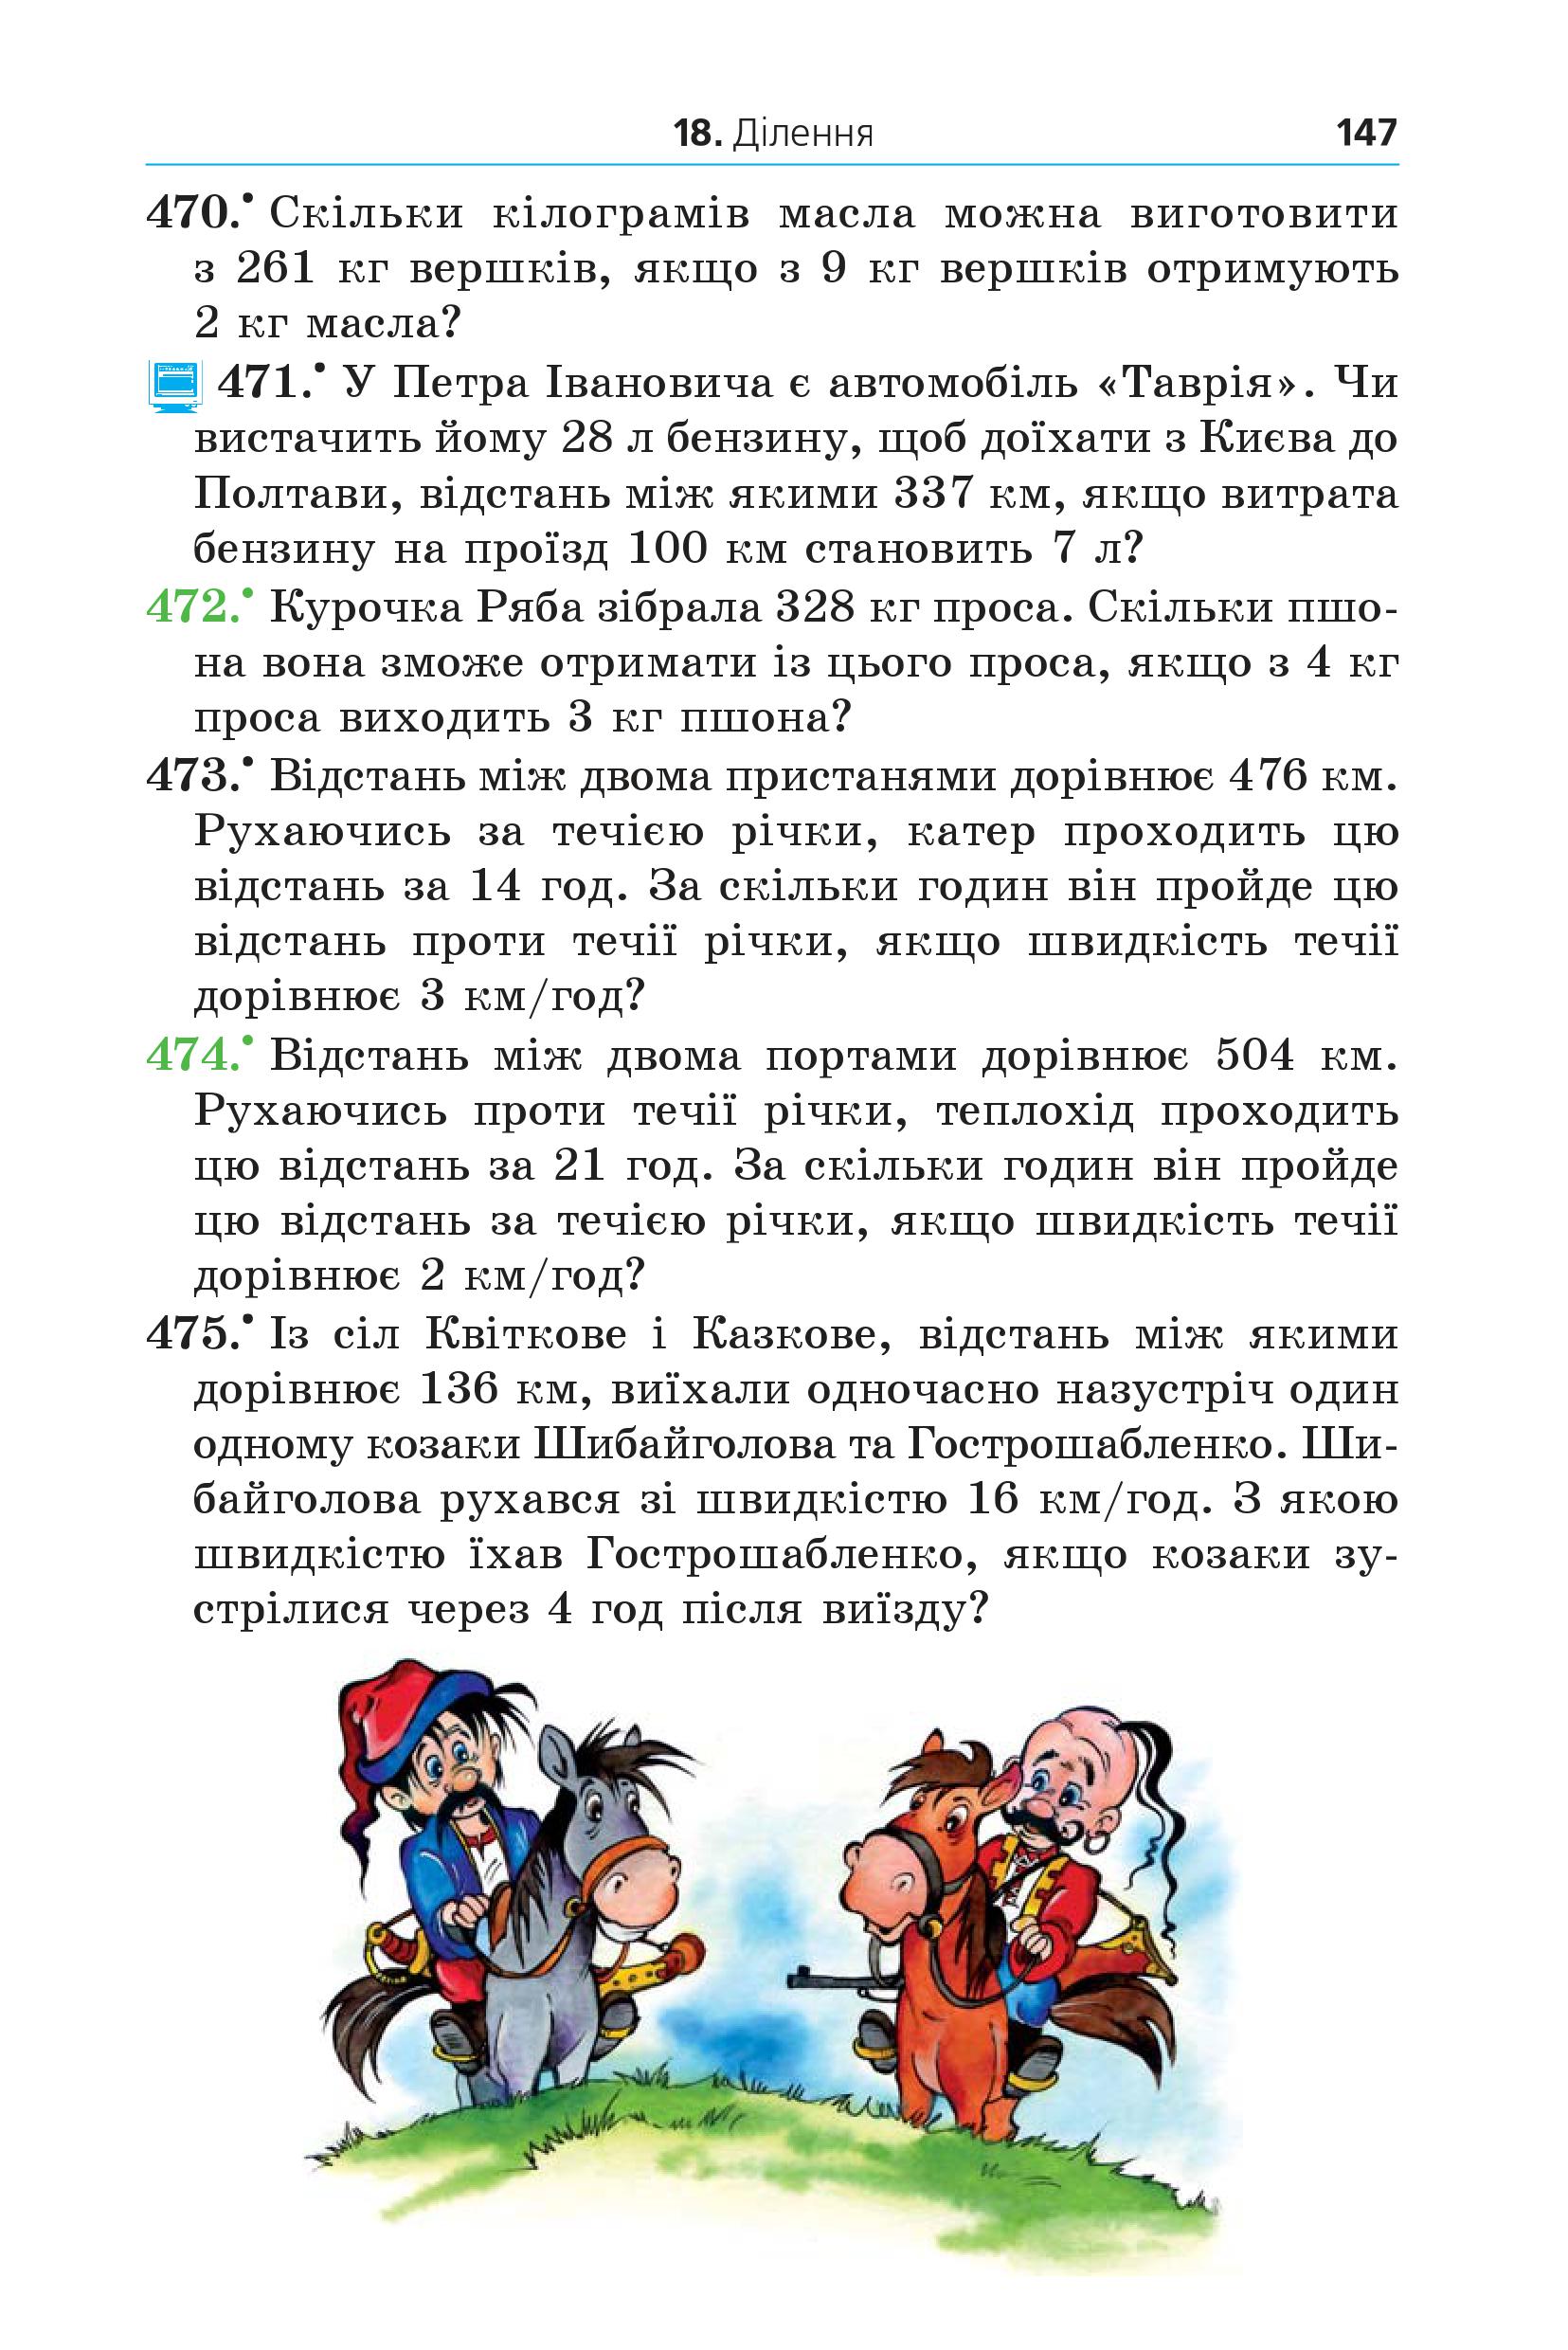 18. Ділення 147
470.• Скільки кілограмів масла можна виготовити
з 261 кг вершків, якщо з 9 кг вершків отримують
2 кг масла?
471.• У Петра Івановича є автомобіль «Таврія». Чи
вистачить йому 28 л бензину, щоб доїхати з Києва до
Полтави, відстань між якими 337 км, якщо витрата
бензину на проїзд 100 км становить 7 л?
472.• Курочка Ряба зібрала 328 кг проса. Скільки пшо-
на вона зможе отримати із цього проса, якщо з 4 кг
проса виходить 3 кг пшона?
473.• Відстань між двома пристанями дорівнює 476 км.
Рухаючись за течією річки, катер проходить цю
відстань за 14 год. За скільки годин він пройде цю
відстань проти течії річки, якщо швидкість течії
дорівнює 3 км/год?
474.• Відстань між двома портами дорівнює 504 км.
Рухаючись проти течії річки, теплохід проходить
цю відстань за 21 год. За скільки годин він пройде
цю відстань за течією річки, якщо швидкість течії
дорівнює 2 км/год?
475.• Із сіл Квіткове і Казкове, відстань між якими
дорівнює 136 км, виїхали одночасно назустріч один
одному козаки Шибайголова та Гострошабленко. Ши-
байголова рухався зі швидкістю 16 км/год. З якою
швидкістю їхав Гострошабленко, якщо козаки зу-
стрілися через 4 год після виїзду?